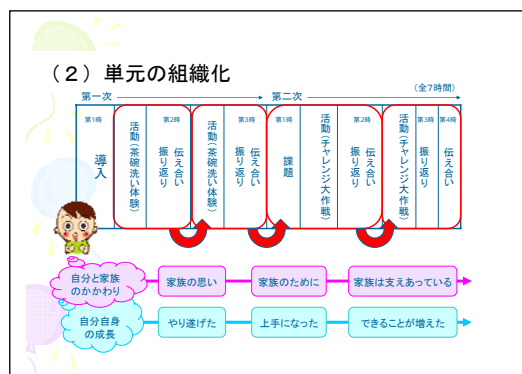 （２）単元の組織化
（全７時間）
第一次
第二次
第1時
導入
活動（茶碗洗い体験）
第2時
伝え合い
振り返り
活動（茶碗洗い体験）
第3時
伝え合い
振り返り
第1時
課題
活動（チャレンジ大作戦）
第2時
伝え合い
振り返り
活動（チャレンジ大作戦）
第3時
振り返り
第4時
伝え合い
自分と家族
のかかわり
家族の思い
家族のために
家族は支えあっている
自分自身
の成長
やり遂げた
上手になった
できることが増えた